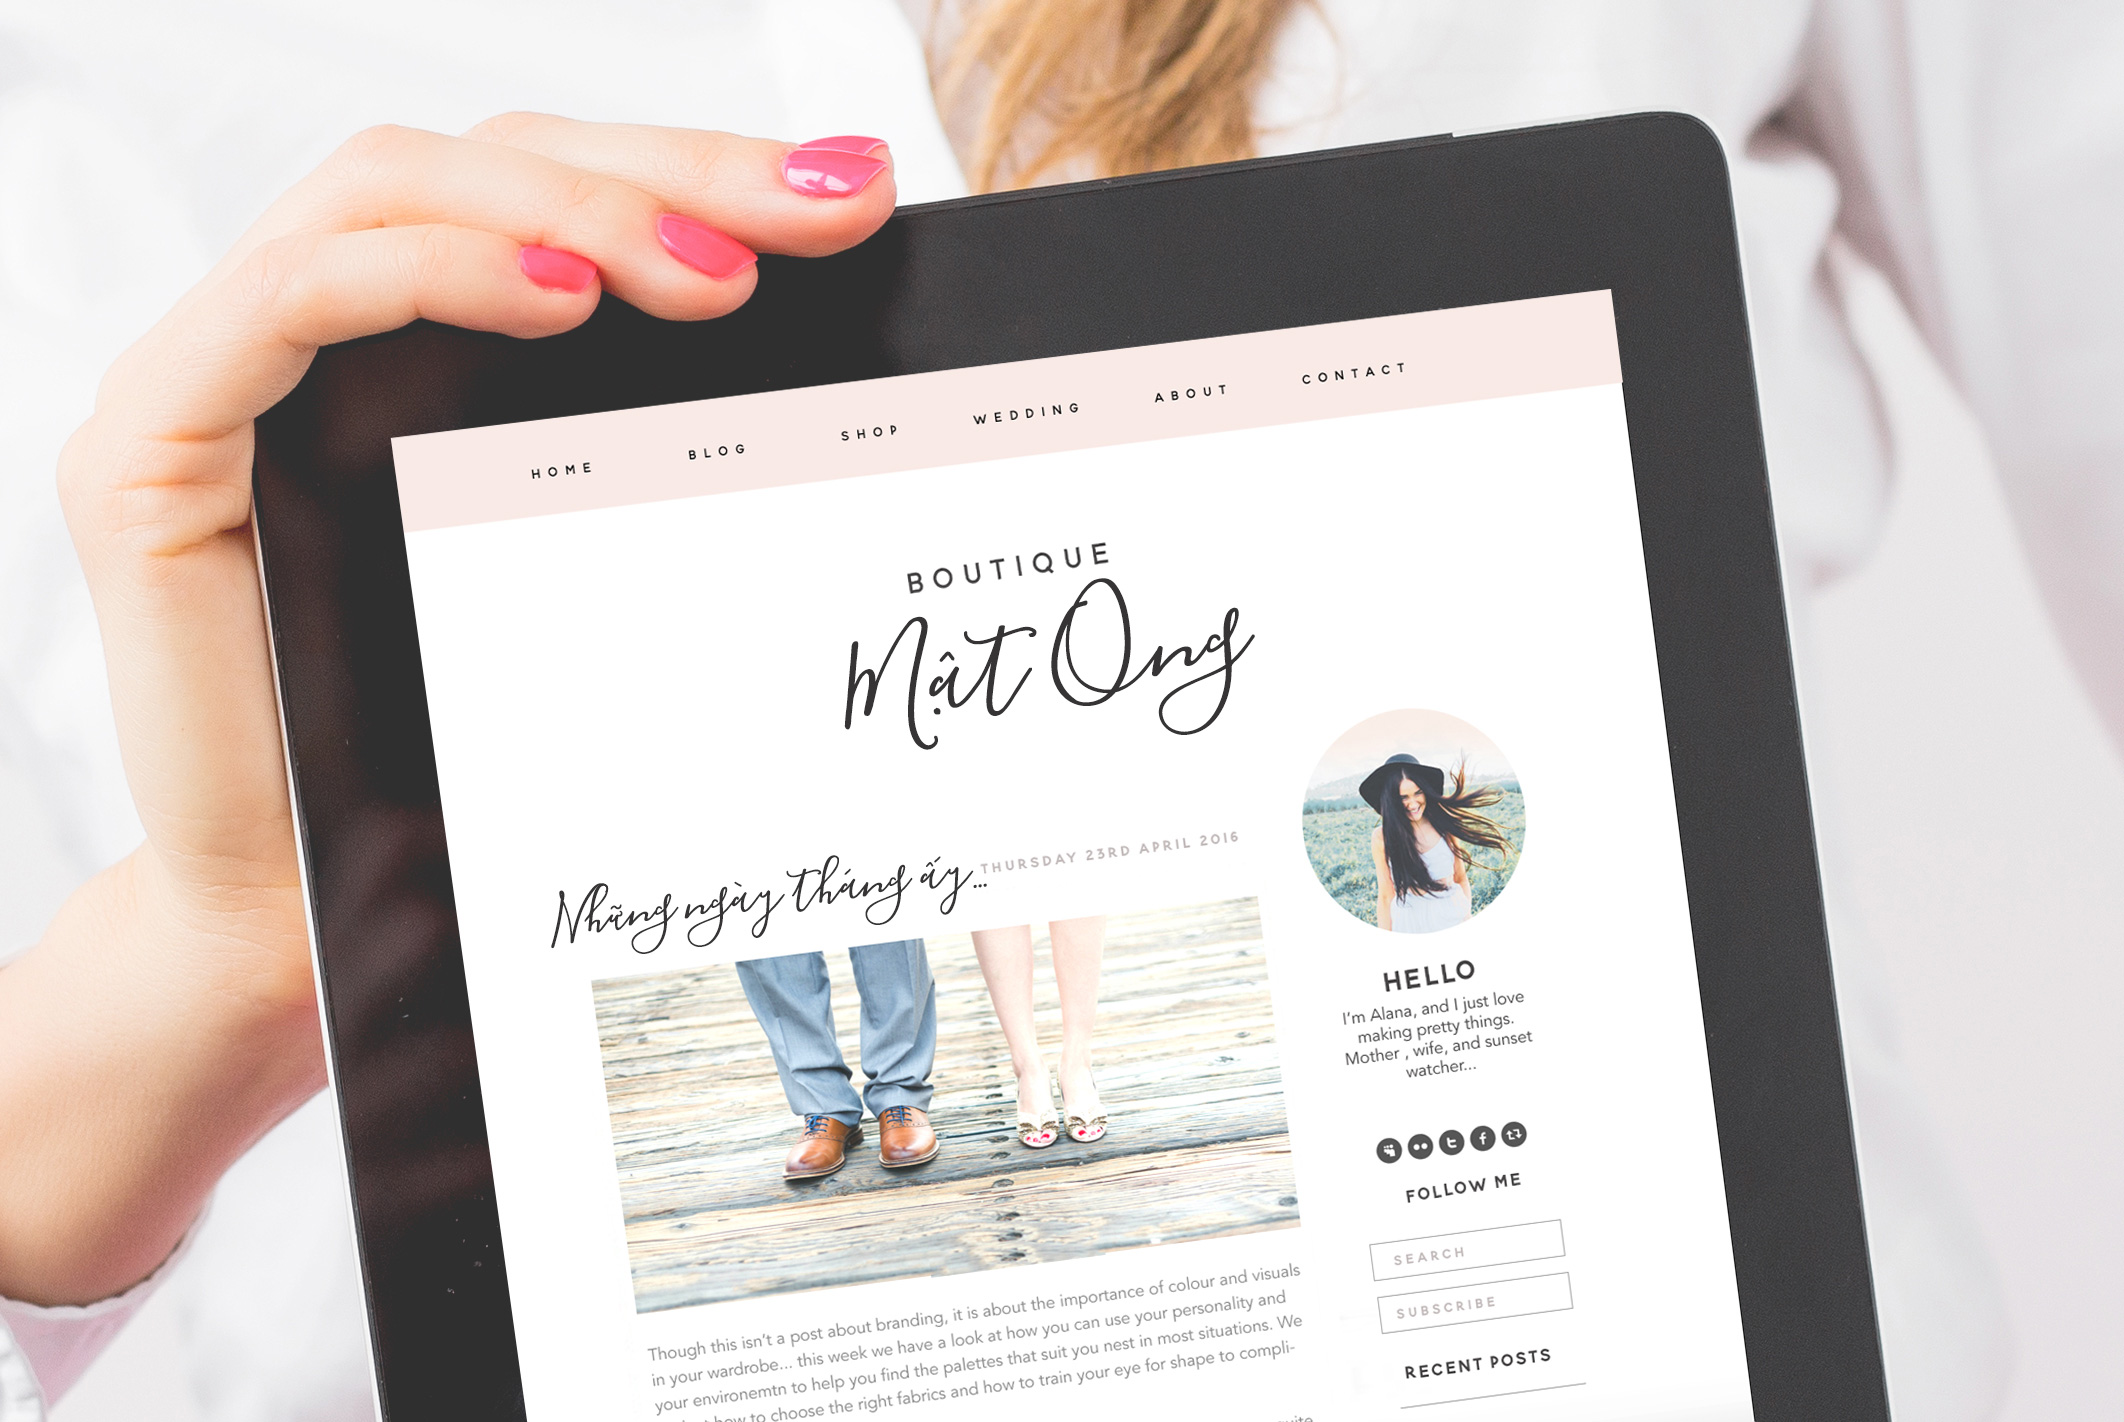 HOME BLOG SHOP WEDDING ABOUT CONTACT
BOUTIQUE
Mật Ong
Những ngày tháng ấy...
THURSDAY 23RD APRIL 2016
Though this isn't a post about branding, it is about the importance of colour and visuals
in your wardrobe... this week we have a look at how you can use your personality and
your environemtn to help you find the palettes that suit you nest in most situations. We
how to choose the right fabrics and how to train your eye for shape to compli-
HELLO
I'm Alana, and I just love
making pretty things.
Mother , wife, and sunset
watcher...
FOLLOW ME
SEARCH
SUBSCRIBE
RECENT POSTS